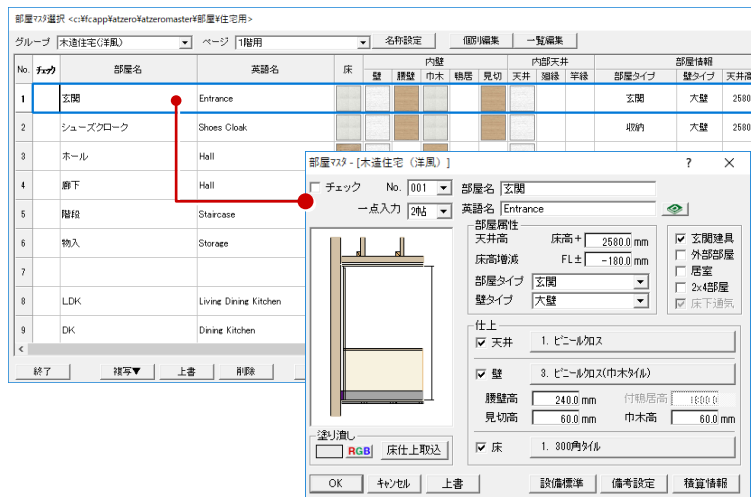 部屋ﾏｽﾀ選択 <c:¥fcapp¥atzero¥atzeromaster¥部屋¥住宅用>
グループ 木造住宅(洋風) ページ 1階用 名称設定 個別編集 一覧編集
No. ﾁｪｯｸ 部屋名 英語名 床 内壁 内部天井 部屋情報
壁 腰壁 巾木 鴨居 見切 天井 廻縁 竿縁 部屋タイプ 壁タイプ 天井高
1 玄関 Entrance 玄関 大壁 2580
2 シューズクローク Shoes Cloak 収納 大壁 2580
3 ホール Hall
4 廊下 Hall
5 階段 Staircase
6 物入 Storage
7
8 LDK Living Dining Kitchen
9 DK Dining Kitchen
終了 複写▼ 上書 削除
部屋ﾏｽﾀ - [木造住宅（洋風）]
チェック No. 001 部屋名 玄関
一点入力 2帖 英語名 Entrance
部屋属性
天井高 床高＋ 2580.0 mm
床高増減 FL± -180.0 mm
部屋タイプ 玄関
壁タイプ 大壁
玄関建具
外部部屋
居室
2x4部屋
床下通気
仕上
天井 1. ﾋﾞﾆｰﾙｸﾛｽ
壁 3. ﾋﾞﾆｰﾙｸﾛｽ(巾木ﾀｲﾙ)
腰壁高 240.0 mm 付鴨居高 1800.0
見切高 60.0 mm 巾木高 60.0 mm
床 1. 300角ﾀｲﾙ
塗り潰し
RGB 床仕上取込
OK ｷｬﾝｾﾙ 上書 設備標準 備考設定 積算情報